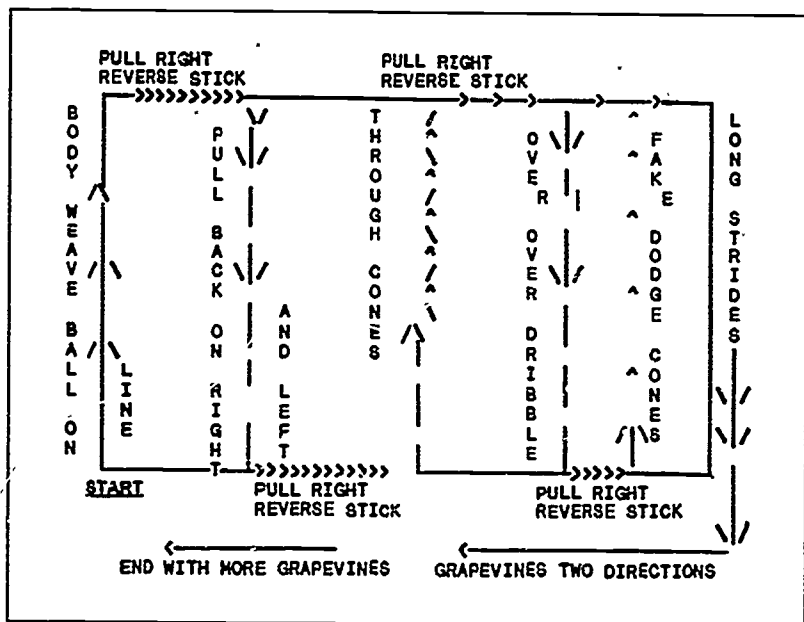 PULL RIGHT
REVERSE STICK
PULL RIGHT
REVERSE STICK
BODY WEAVE BALL ON
LINE
PULL BACK ON RIGHT
AND LEFT
THROUGH CONES
OVER OVER DRIBBLE
FAKE DODGE CONES
LONG STRIDES
START
PULL RIGHT
REVERSE STICK
PULL RIGHT
REVERSE STICK
END WITH MORE GRAPEVINES
GRAPEVINES TWO DIRECTIONS